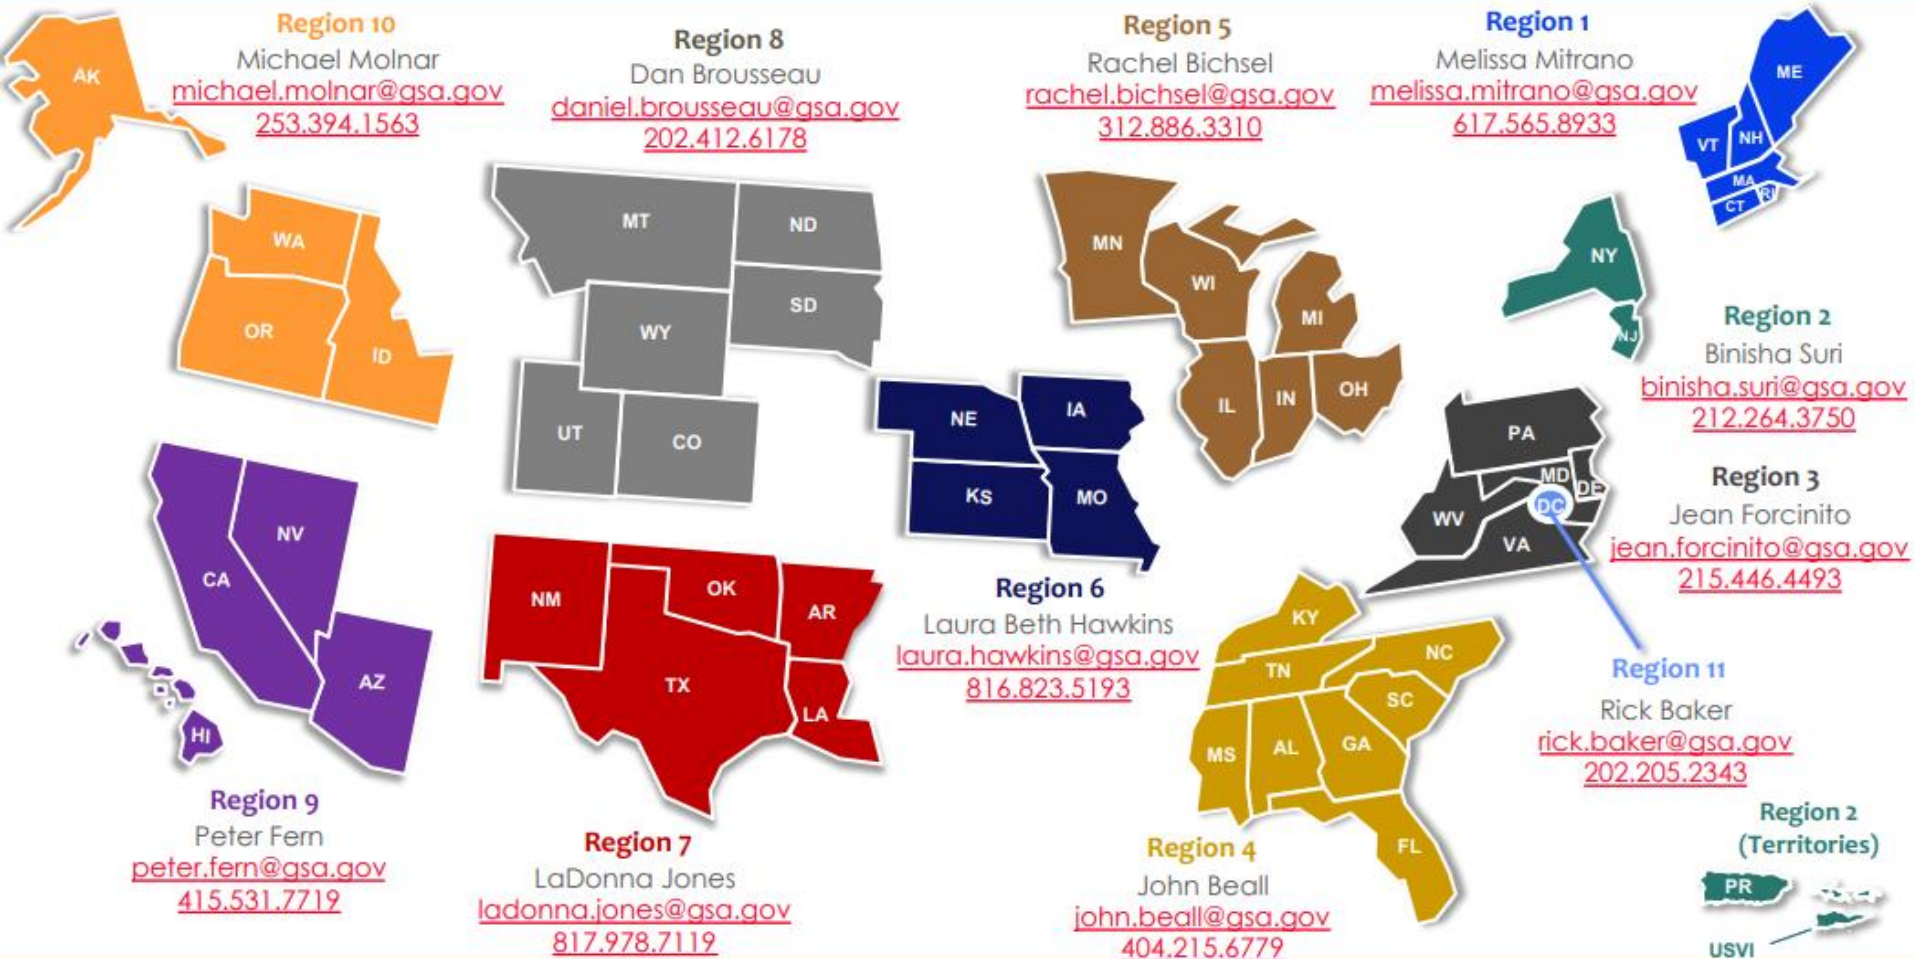 Region 10
Michael Molnar
michael.molnar@gsa.gov
253.394.1563
Region 8
Dan Brousseau
daniel.brousseau@gsa.gov
202.412.6178
Region 5
Rachel Bichsel
rachel.bichsel@gsa.gov
312.886.3310
Region 1
Melissa Mitrano
melissa.mitrano@gsa.gov
617.565.8933
AK
WA
OR
ID
MT
ND
SD
WY
UT
CO
MN
WI
MI
IL
IN
OH
ME
VT
NH
MA
RI
CT
NY
NJ
Region 2
Binisha Suri
binisha.suri@gsa.gov
212.264.3750
NE
IA
KS
MO
Region 6
Laura Beth Hawkins
laura.hawkins@gsa.gov
816.823.5193
PA
MD
DE
DC
WV
VA
Region 3
Jean Forcinito
jean.forcinito@gsa.gov
215.446.4493
Region 11
Rick Baker
rick.baker@gsa.gov
202.205.2343
CA
NV
AZ
HI
Region 9
Peter Fern
peter.fern@gsa.gov
415.531.7719
NM
OK
AR
TX
LA
Region 7
LaDonna Jones
ladonna.jones@gsa.gov
817.978.7119
KY
TN
NC
SC
MS
AL
GA
FL
Region 4
John Beall
john.beall@gsa.gov
404.215.6779
Region 2
(Territories)
PR
USVI